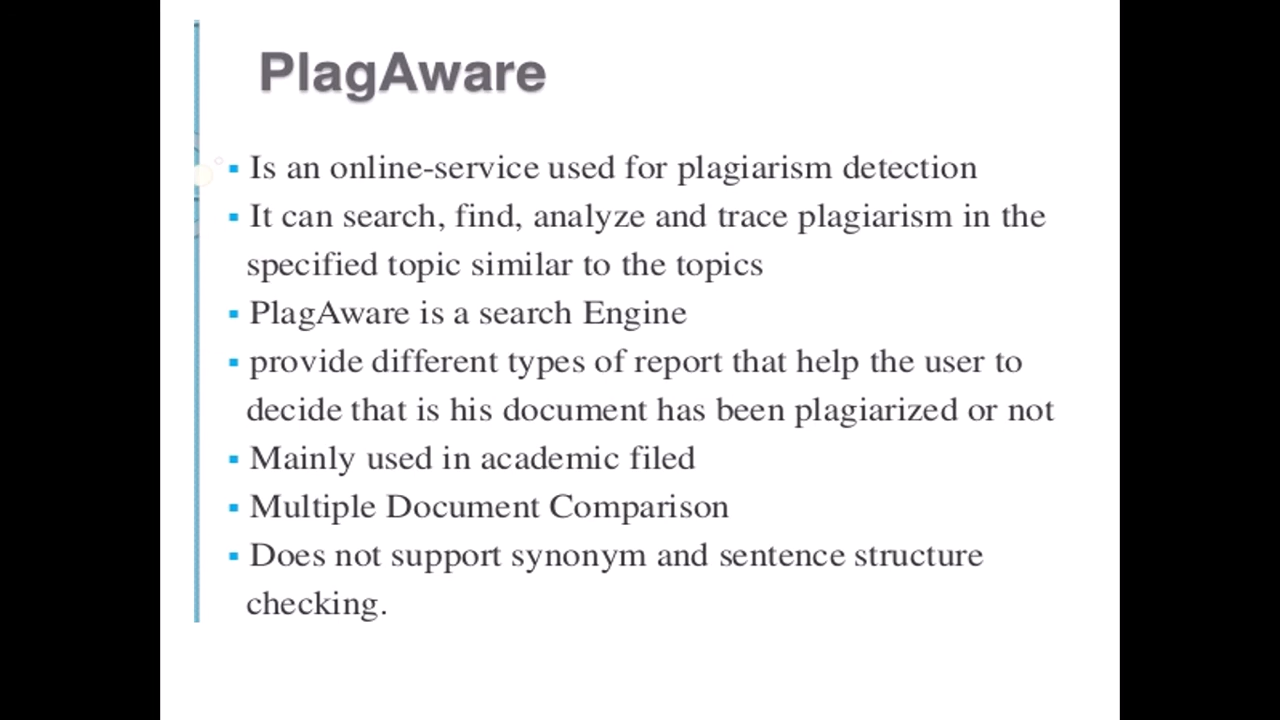 PlagAware
▪ Is an online-service used for plagiarism detection
▪ It can search, find, analyze and trace plagiarism in the
specified topic similar to the topics
▪ PlagAware is a search Engine
▪ provide different types of report that help the user to
decide that is his document has been plagiarized or not
▪ Mainly used in academic filed
▪ Multiple Document Comparison
▪ Does not support synonym and sentence structure
checking.